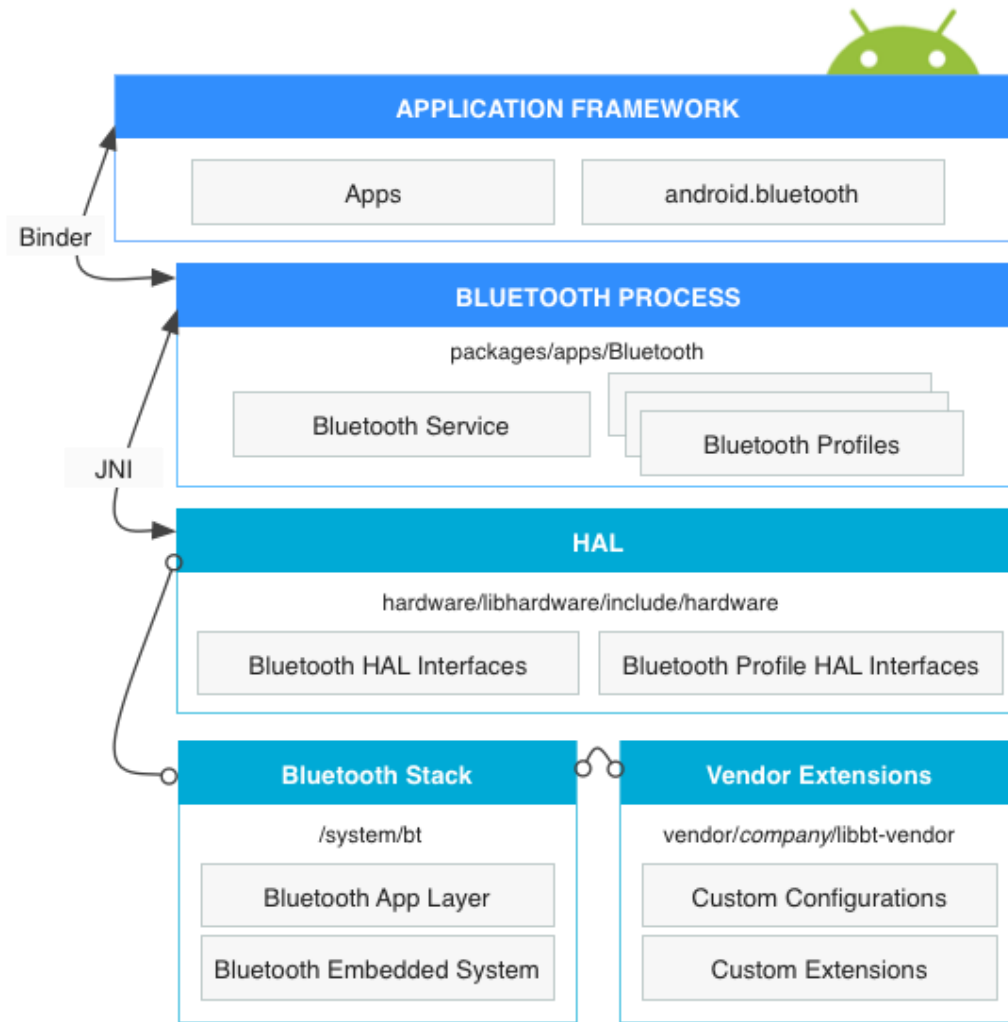 APPLICATION FRAMEWORK
Apps
android.bluetooth
Binder
BLUETOOTH PROCESS
packages/apps/Bluetooth
Bluetooth Service
Bluetooth Profiles
JNI
HAL
hardware/libhardware/include/hardware
Bluetooth HAL Interfaces
Bluetooth Profile HAL Interfaces
Bluetooth Stack
/system/bt
Bluetooth App Layer
Bluetooth Embedded System
Vendor Extensions
vendor/company/libbt-vendor
Custom Configurations
Custom Extensions